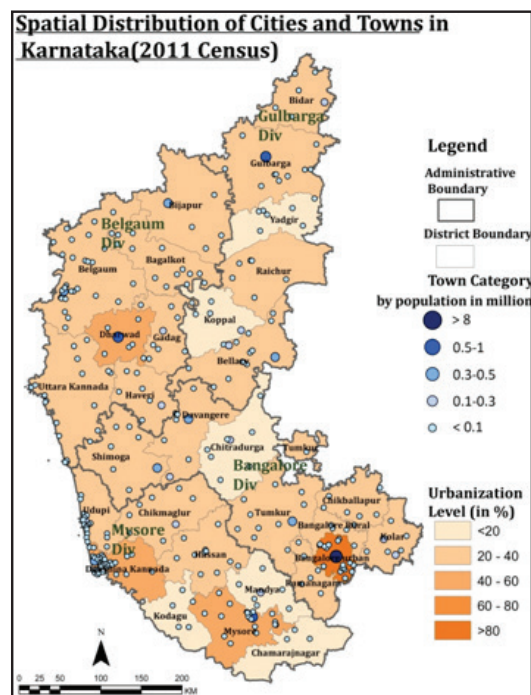 Spatial Distribution of Cities and Towns in
Karnataka(2011 Census)
Bidar
Gulbarga
Div
Gulbarga
Yadgir
Bijapur
Belgaum
Div
Bagalkot
Belgaum
Raichur
Koppal
Dharwad
Gadag
Bellary
Uttara Kannada
Haveri
Davangere
Chitradurga
Shimoga
Tumkur
Bangalore
Div
Chikballapur
Udupi
Chikmaglur
Tumkur
Bangalore Rural
Kolar
Mysore
Div
Hassan
Bangalore Urban
Dakshina Kannada
Mandya
Ramanagara
Kodagu
Mysore
Chamarajnagar
N
0 25 50 100 150 200
KM
Legend
Administrative
Boundary
District Boundary
Town Category
by population in million
> 8
0.5-1
0.3-0.5
0.1-0.3
< 0.1
Urbanization
Level (in %)
<20
20 - 40
40 - 60
60 - 80
>80